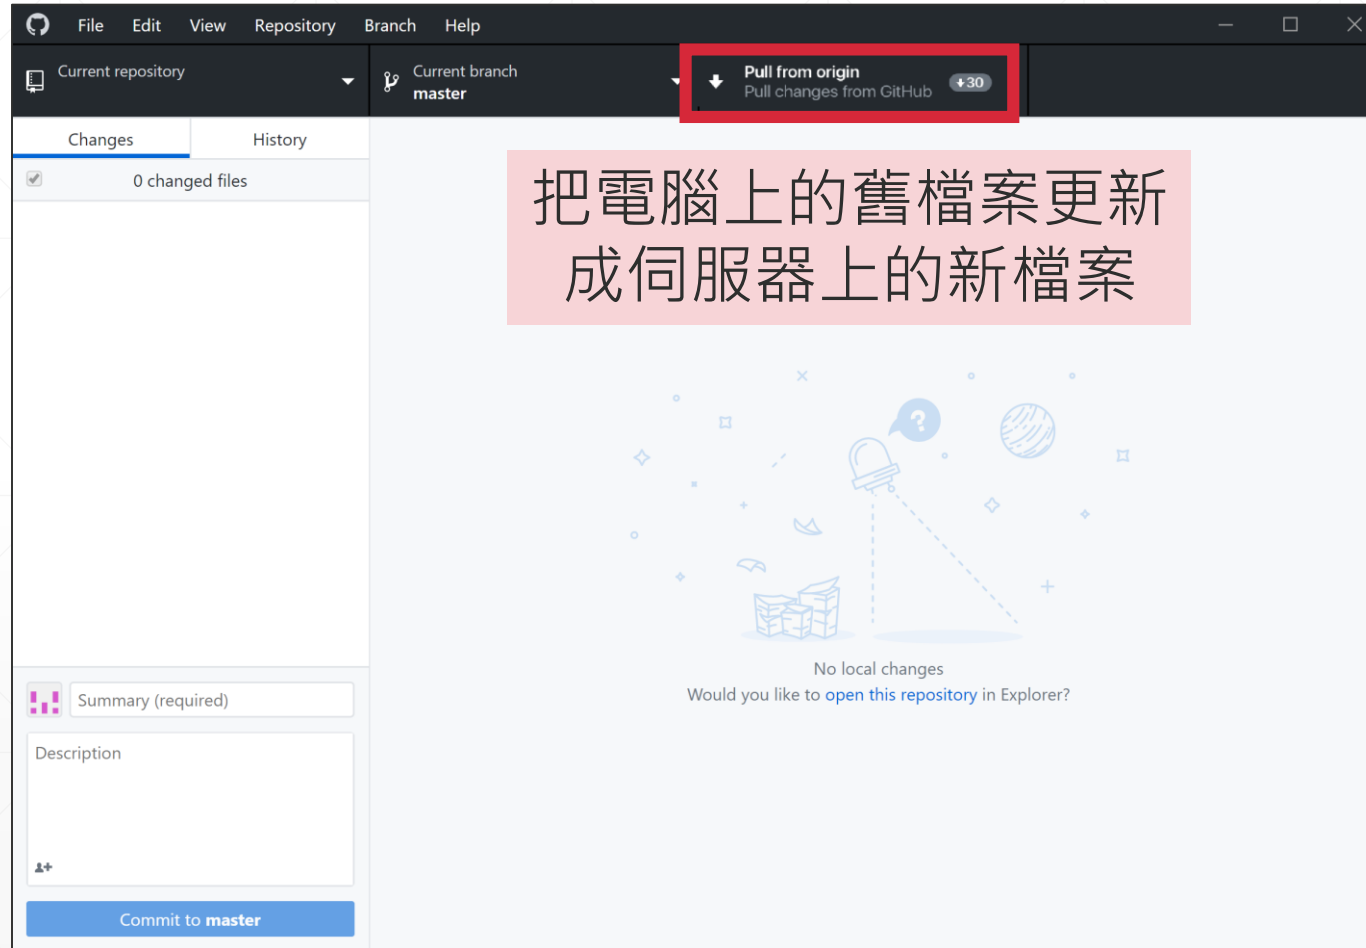 File Edit View Repository Branch Help
Current repository
Current branch
master
Pull from origin
Pull changes from GitHub
30
Changes History
0 changed files
把電腦上的舊檔案更新
成伺服器上的新檔案
?
No local changes
Would you like to open this repository in Explorer?
Summary (required)
Description
Commit to master